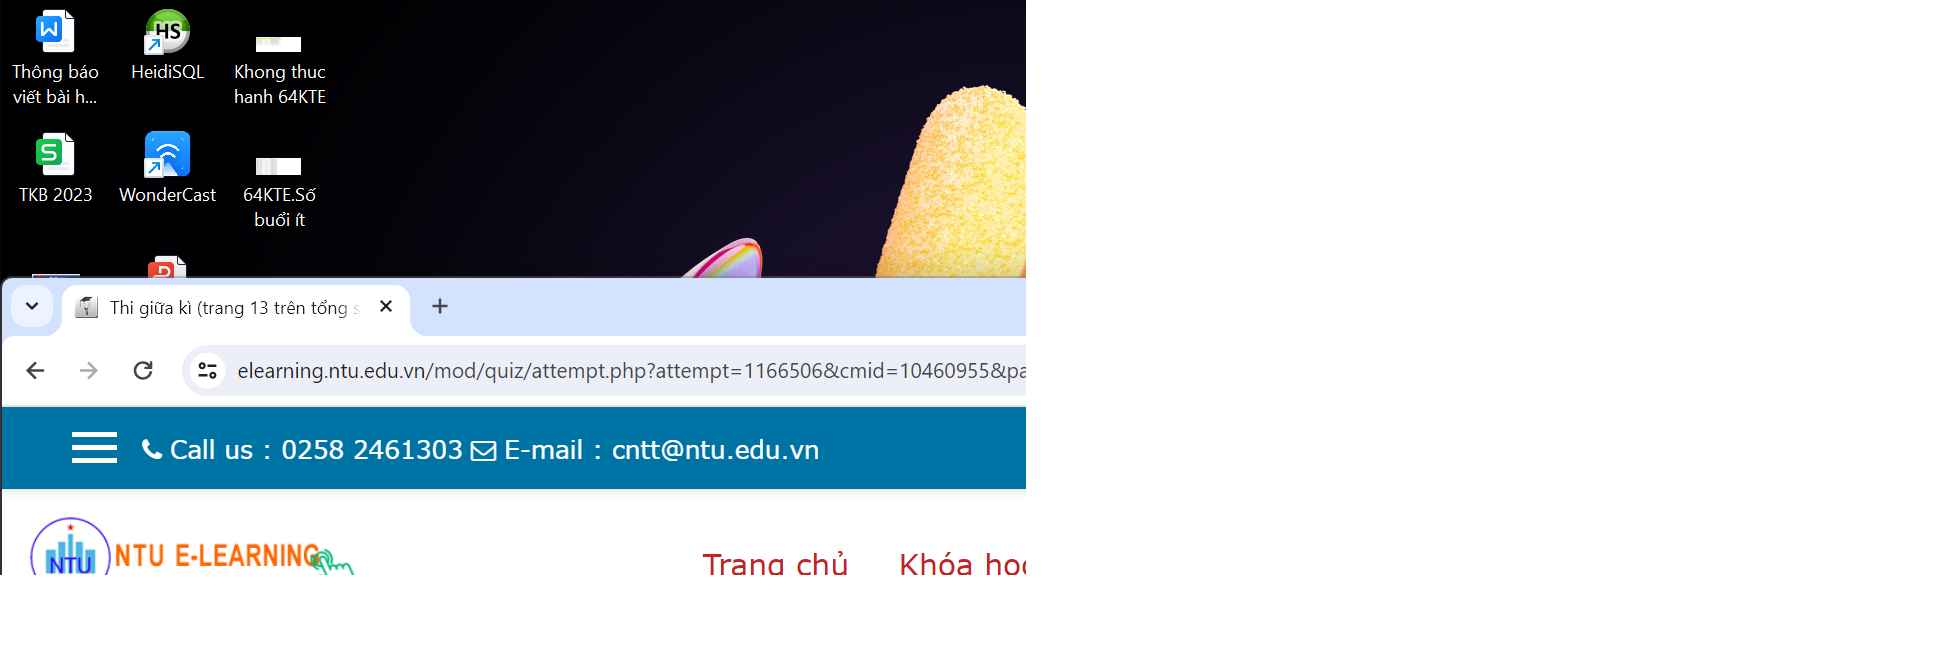 Thông báo
viết bài h...
HeidiSQL
Khong thuc
hanh 64KTE
TKB 2023
WonderCast
64KTE.Số
buổi ít
Thi giữa kì (trang 13 trên tổng s
elearning.ntu.edu.vn/mod/quiz/attempt.php?attempt=1166506&cmid=10460955&pa
Call us : 0258 2461303 E-mail : cntt@ntu.edu.vn
NTU
NTU E-LEARNING
Trang chủ
Khóa học